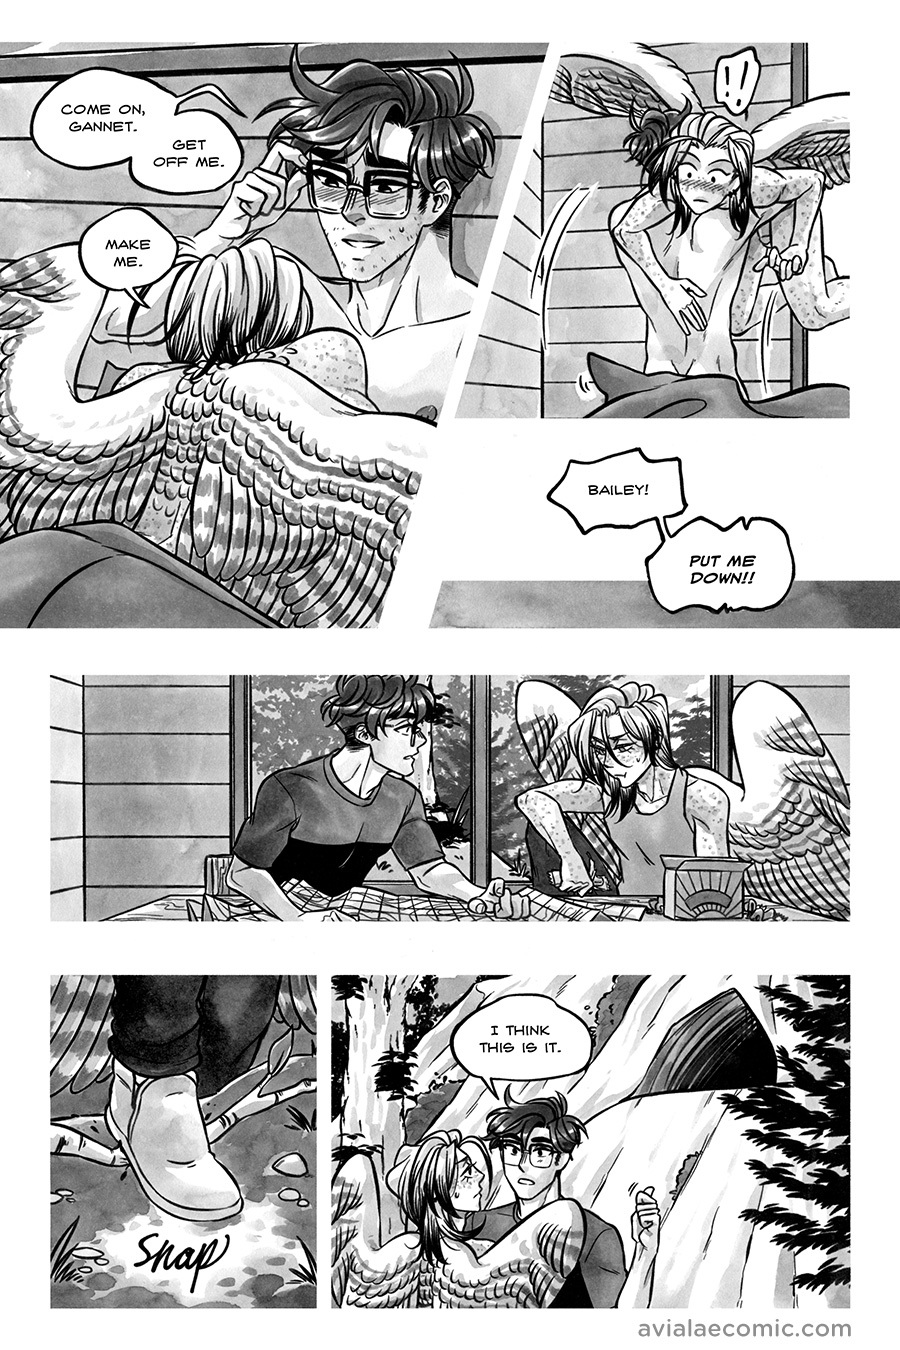 COME ON,
GANNET.
GET
OFF ME.
MAKE
ME.
!!
BAILEY!
PUT ME
DOWN!!
I THINK
THIS IS IT.
Snap
avialaecomic.com